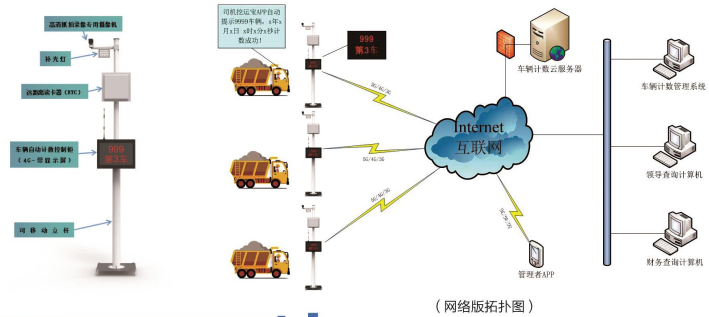 高清抓拍录像专用摄像机
补光灯
远距离读卡器（ETC）
车辆自动计数控制柜
（4G-带显示屏）
999
第3车
可移动立杆
司机挖运宝APP自动
提示9999车辆，x年x
月x日 x时x分x秒计
数成功！
999
第3车
5G/4G/3G
5G/4G/3G
5G/4G/3G
Internet
互联网
车辆计数云服务器
5G/4G/3G
管理者APP
车辆计数管理系统
领导查询计算机
财务查询计算机
（网络版拓扑图）